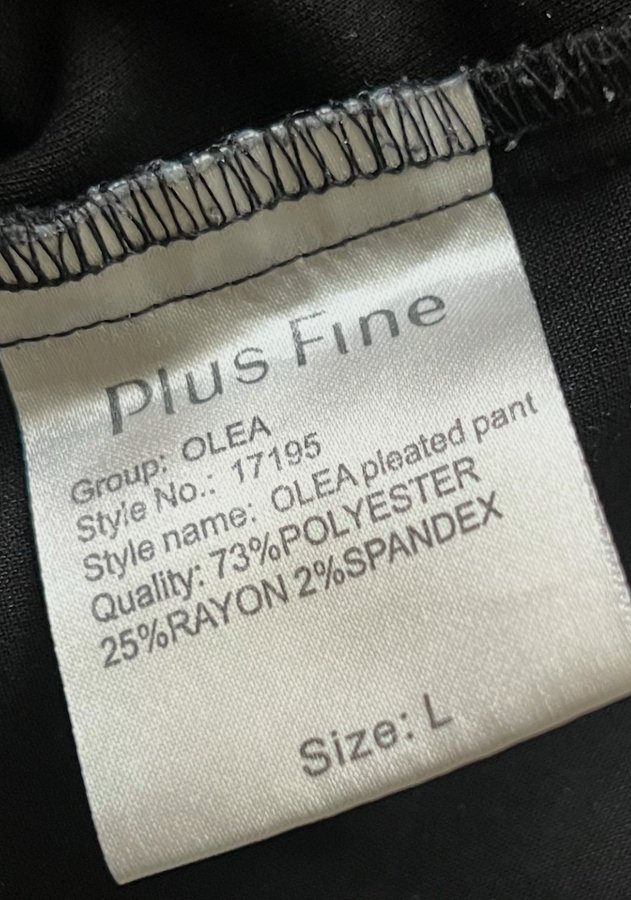 Plus Fine
Group: OLEA
Style No.: 17195
Style name: OLEA pleated pant
Quality: 73%POLYESTER
25%RAYON 2%SPANDEX
Size: L